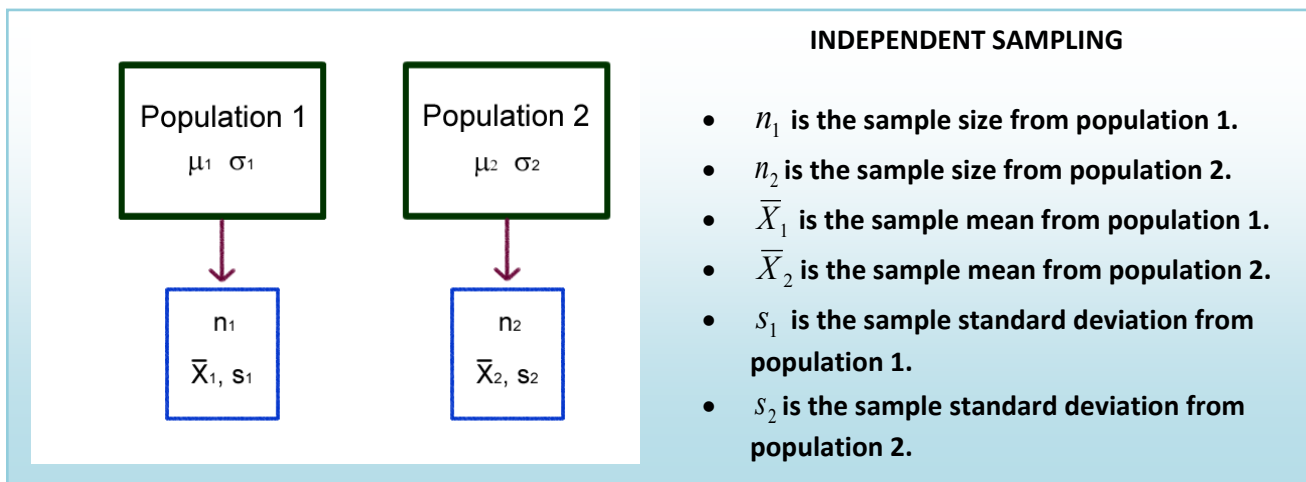 INDEPENDENT SAMPLING
Population 1
μ₁ σ₁
Population 2
μ₂ σ₂
n₁
X̅₁, s₁
n₂
X̅₂, s₂
• n₁ is the sample size from population 1.
• n₂ is the sample size from population 2.
• X̅₁ is the sample mean from population 1.
• X̅₂ is the sample mean from population 2.
• s₁ is the sample standard deviation from
population 1.
• s₂ is the sample standard deviation from
population 2.